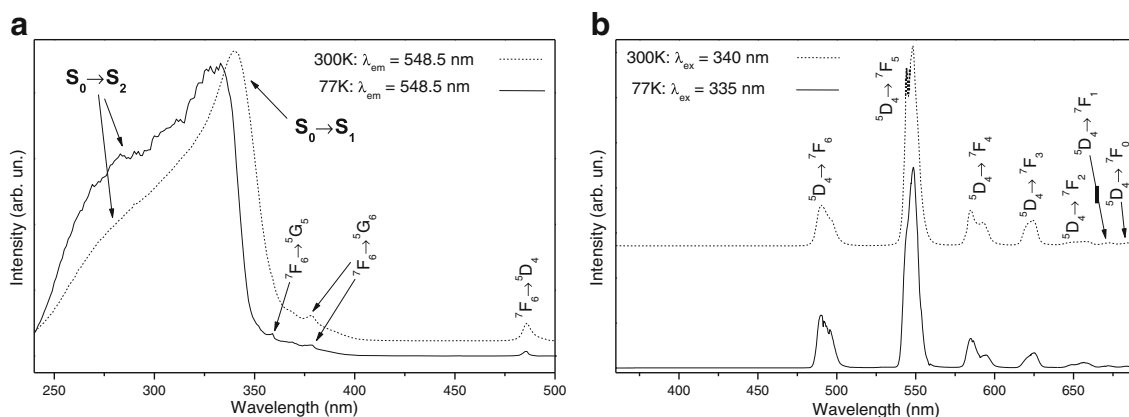 a
300K: λem = 548.5 nm
77K: λem = 548.5 nm
S0→S2
S0→S1
7F6→5G5
7F6→5G6
7F6→5D4
Intensity (arb. un.)
250 300 350 400 450 500
Wavelength (nm)
b
300K: λex = 340 nm
77K: λex = 335 nm
5D4→7F6
5D4→7F5
5D4→7F4
5D4→7F3
5D4→7F2
5D4→7F1
5D4→7F0
Intensity (arb. un.)
400 450 500 550 600 650
Wavelength (nm)